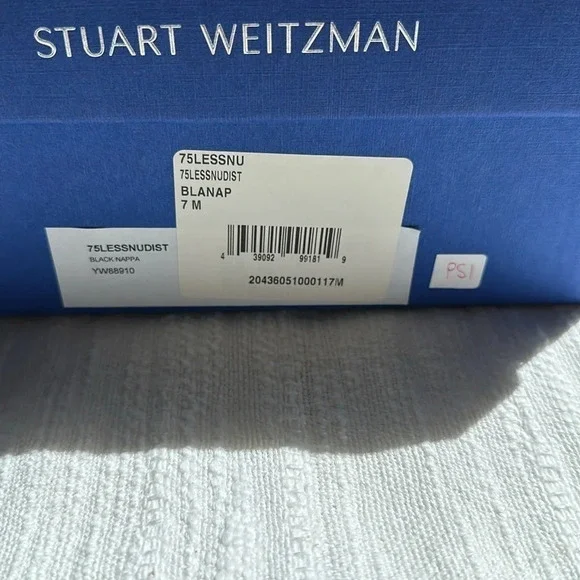 STUART WEITZMAN
75LESSNU
75LESSNUDIST
BLANAP
7 M
4 39092 99181 9
20436051000117M
75LESSNUDIST
BLACK NAPPA
YW88910
PS1